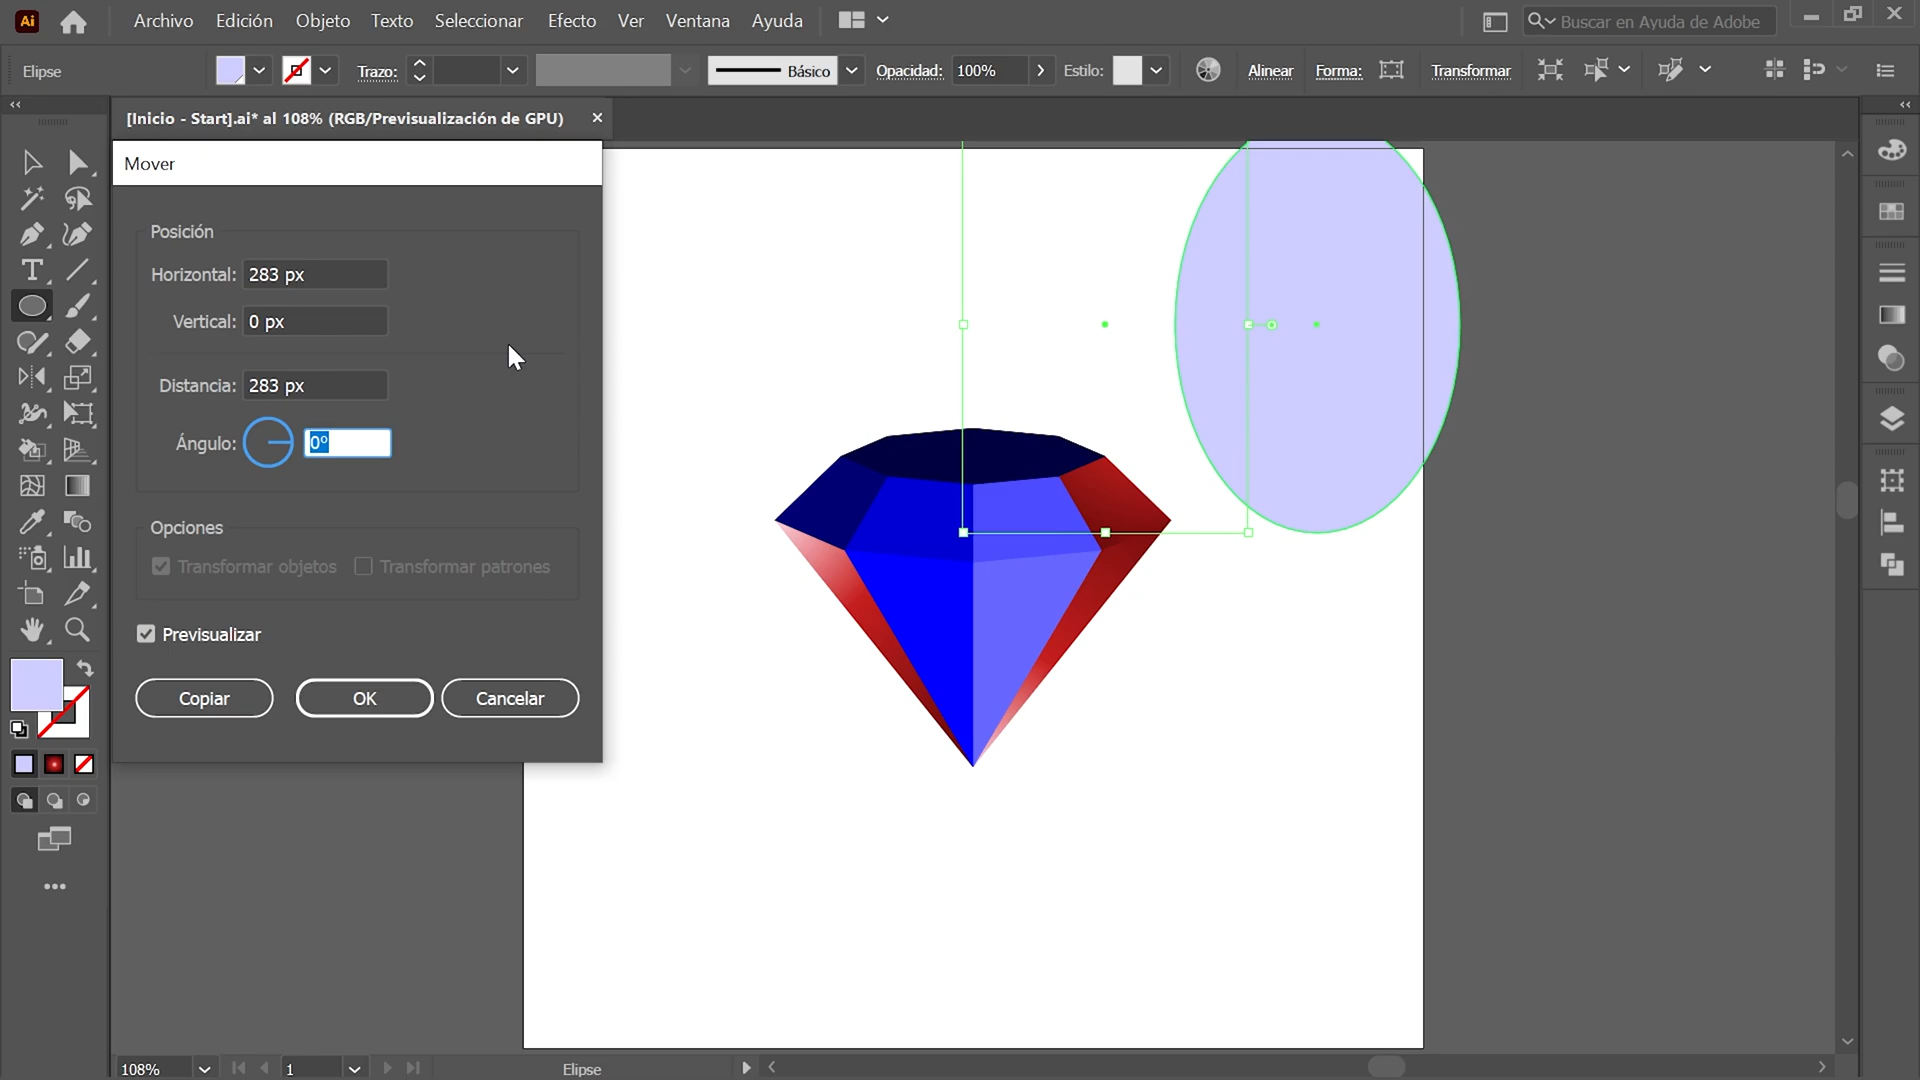 Ai
Archivo Edición Objeto Texto Seleccionar Efecto Ver Ventana Ayuda
Buscar en Ayuda de Adobe
Elipse
Trazo:
Básico
Opacidad:
100%
Estilo:
Alinear
Forma:
Transformar
[Inicio - Start].ai* al 108% (RGB/Previsualización de GPU)
Mover
Posición
Horizontal: 283 px
Vertical: 0 px
Distancia: 283 px
Ángulo: 0°
Opciones
Transformar objetos Transformar patrones
Previsualizar
Copiar OK Cancelar
108% 1 Elipse